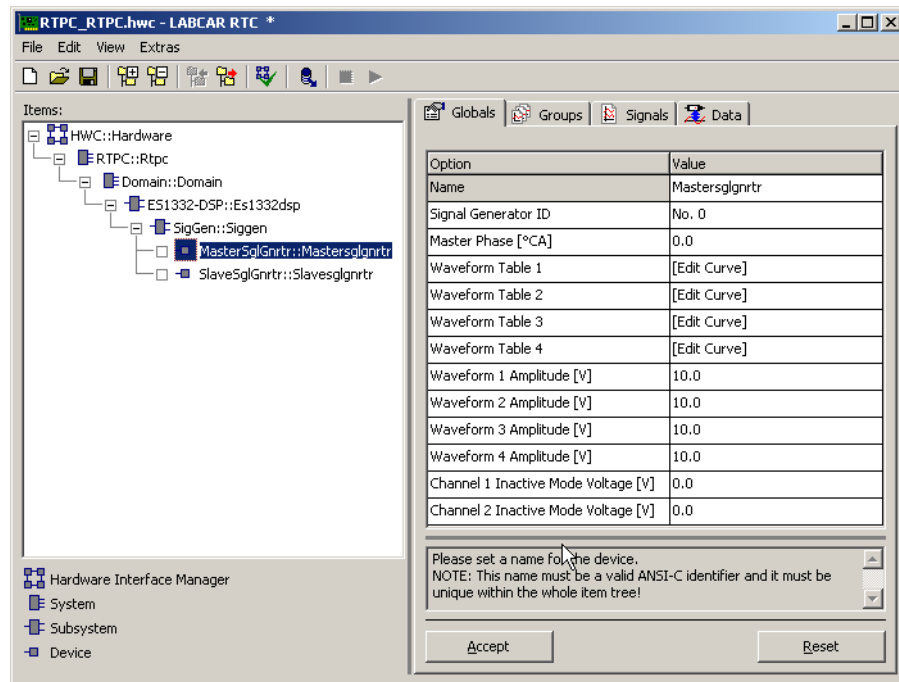 RTPC_RTPC.hwc - LABCAR RTC *
File Edit View Extras
Items:
HWC::Hardware
RTPC::Rtpc
Domain::Domain
ES1332-DSP::Es1332dsp
SigGen::Siggen
MasterSglGnrtr::Mastersglgnrtr
SlaveSglGnrtr::Slavesglgnrtr
Hardware Interface Manager
System
Subsystem
Device
Globals Groups Signals Data
Option Value
Name Mastersglgnrtr
Signal Generator ID No. 0
Master Phase [°CA] 0.0
Waveform Table 1 [Edit Curve]
Waveform Table 2 [Edit Curve]
Waveform Table 3 [Edit Curve]
Waveform Table 4 [Edit Curve]
Waveform 1 Amplitude [V] 10.0
Waveform 2 Amplitude [V] 10.0
Waveform 3 Amplitude [V] 10.0
Waveform 4 Amplitude [V] 10.0
Channel 1 Inactive Mode Voltage [V] 0.0
Channel 2 Inactive Mode Voltage [V] 0.0
Please set a name for the device.
NOTE: This name must be a valid ANSI-C identifier and it must be
unique within the whole item tree!
Accept Reset